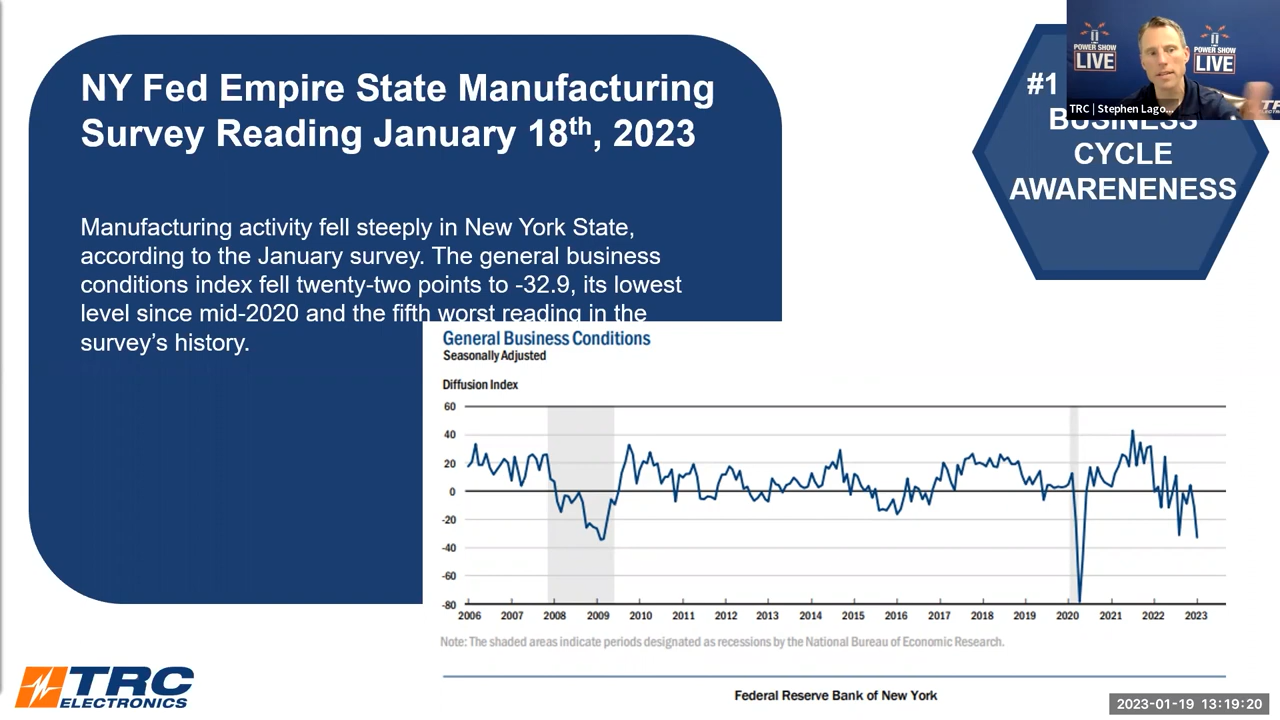 NY Fed Empire State Manufacturing
Survey Reading January 18th, 2023
Manufacturing activity fell steeply in New York State,
according to the January survey. The general business
conditions index fell twenty-two points to -32.9, its lowest
level since mid-2020 and the fifth worst reading in the
survey’s history.
#1
BUSINESS
CYCLE
AWARENENESS
POWER SHOW
LIVE
POWER SHOW
LIVE
TRC | Stephen Lago...
General Business Conditions
Seasonally Adjusted
Diffusion Index
60
40
20
0
-20
-40
-60
-80
2006 2007 2008 2009 2010 2011 2012 2013 2014 2015 2016 2017 2018 2019 2020 2021 2022 2023
Note: The shaded areas indicate periods designated as recessions by the National Bureau of Economic Research.
Federal Reserve Bank of New York
TRC
ELECTRONICS
2023-01-19 13:19:20